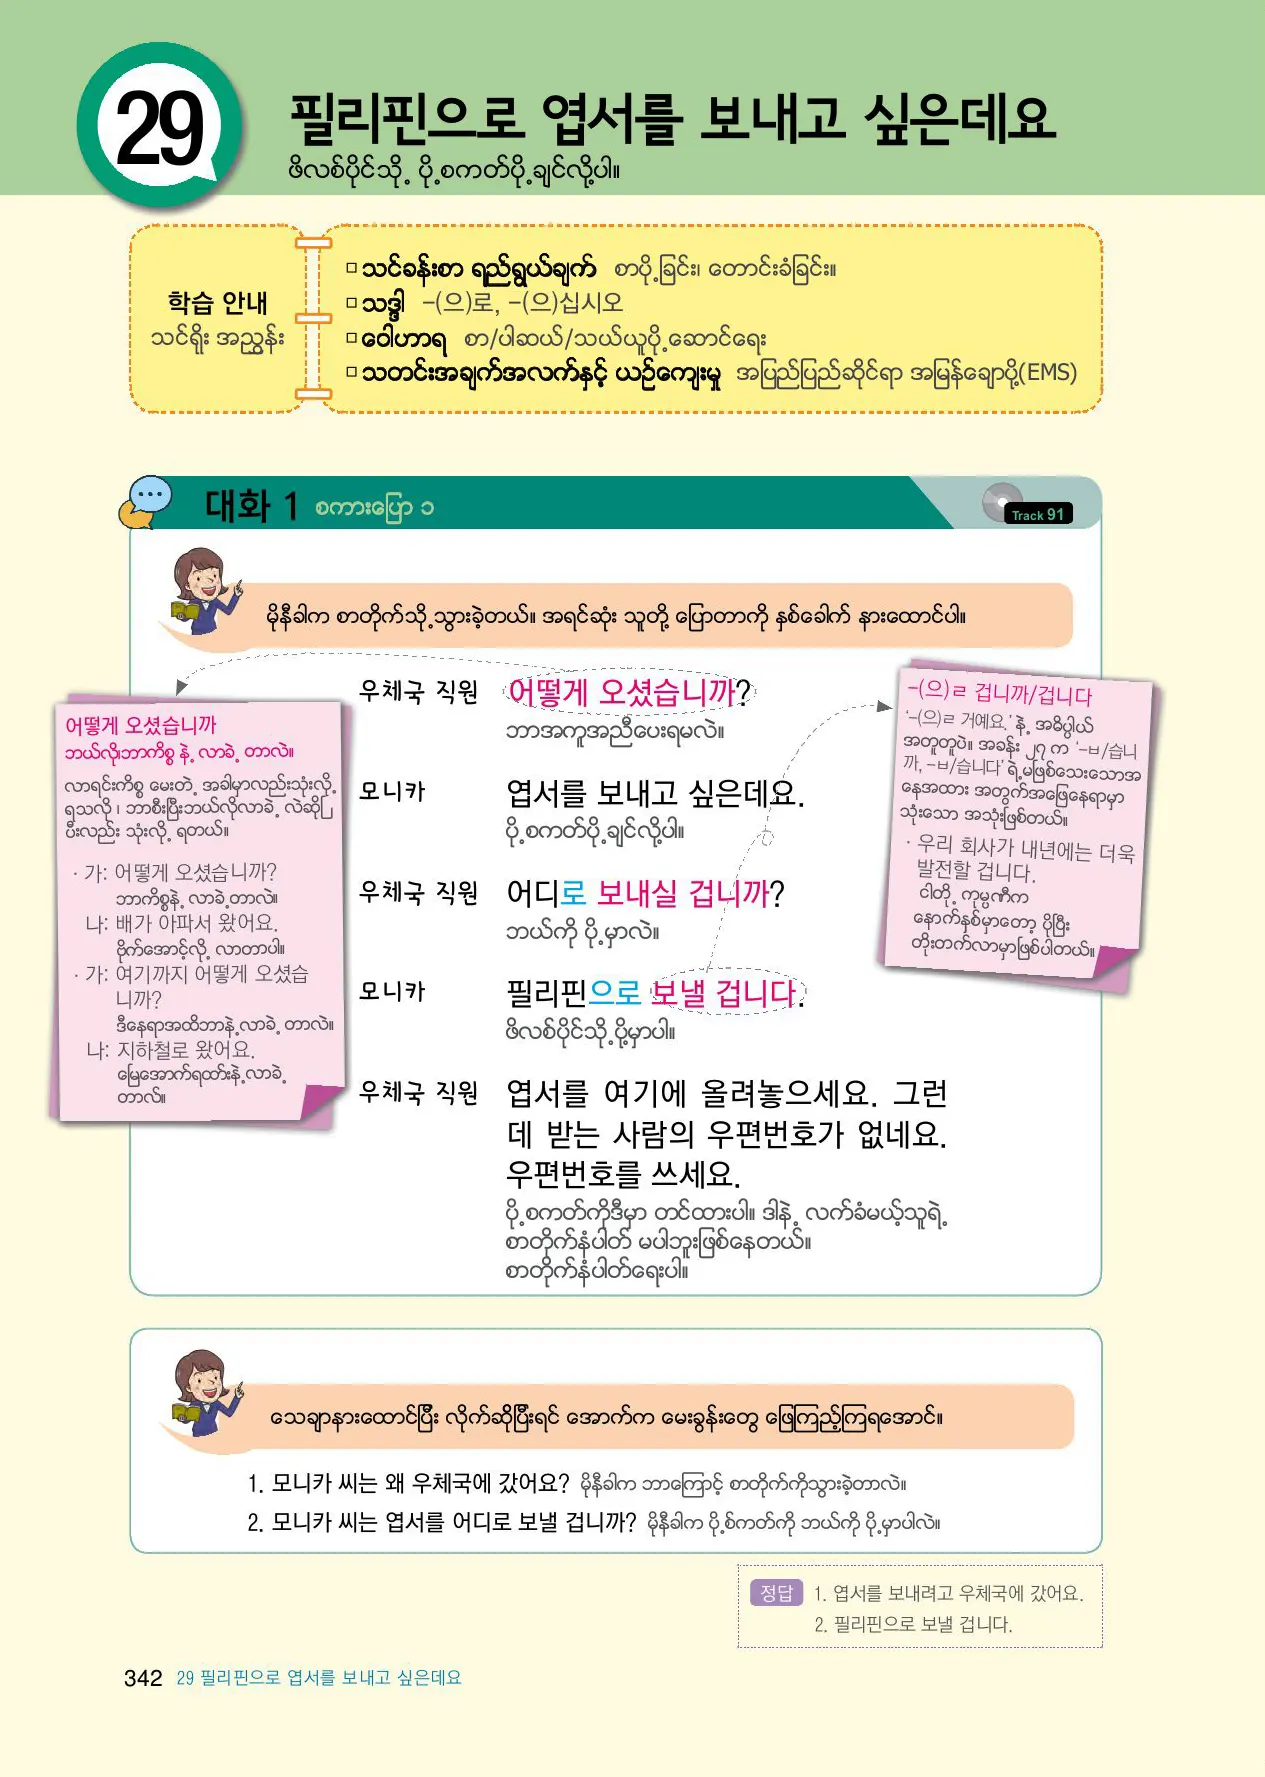 29
필리핀으로 엽서를 보내고 싶은데요
ဖိလစ်ပိုင်သို့ ပို့စကတ်ပို့ချင်လို့ပါ။
학습 안내
သင်ရိုး အညွှန်း
□ သင်ခန်းစာ ရည်ရွယ်ချက် စာပို့ခြင်း၊ တောင်းခံခြင်း။
□ သဒ္ဒါ -(으)로, -(으)십시오
□ ဝေါဟာရ စာ/ပါဆယ်/သယ်ယူပို့ဆောင်ရေး
□ သတင်းအချက်အလက်နှင့် ယဉ်ကျေးမှု အပြည်ပြည်ဆိုင်ရာ အမြန်ချောပို့(EMS)
대화 1 စကားပြော ၁
Track 91
မိုနီခါက စာတိုက်သို့သွားခဲ့တယ်။ အရင်ဆုံး သူတို့ ပြောတာကို နှစ်ခေါက် နားထောင်ပါ။
우체국 직원 어떻게 오셨습니까?
ဘာအကူအညီပေးရမလဲ။
모니카 엽서를 보내고 싶은데요.
ပို့စကတ်ပို့ချင်လို့ပါ။
우체국 직원 어디로 보내실 겁니까?
ဘယ်ကို ပို့မှာလဲ။
모니카 필리핀으로 보낼 겁니다.
ဖိလစ်ပိုင်သို့ပို့မှာပါ။
우체국 직원 엽서를 여기에 올려놓으세요. 그런
데 받는 사람의 우편번호가 없네요.
우편번호를 쓰세요.
ပို့စကတ်ကိုဒီမှာ တင်ထားပါ။ ဒါနဲ့ လက်ခံမယ့်သူရဲ့
စာတိုက်နံပါတ် မပါဘူးဖြစ်နေတယ်။
စာတိုက်နံပါတ်ရေးပါ။
어떻게 오셨습니까
ဘယ်လို၊ဘာကိစ္စ နဲ့ လာခဲ့ တာလဲ။
လာရင်းကိစ္စ မေးတဲ့ အခါမှာလည်းသုံးလို့
ရသလို ၊ ဘာစီးပြီးဘယ်လိုလာခဲ့ လဲဆိုပြ
ပီးလည်း သုံးလို့ ရတယ်။
· 가: 어떻게 오셨습니까?
ဘာကိစ္စနဲ့ လာခဲ့တာလဲ။
나: 배가 아파서 왔어요.
ဗိုက်အောင့်လို့ လာတာပါ။
· 가: 여기까지 어떻게 오셨습
니까?
ဒီနေရာအထိဘာနဲ့လာခဲ့ တာလဲ။
나: 지하철로 왔어요.
မြေအောက်ရထားနဲ့လာခဲ့
တာလ်။
-(으)ㄹ 겁니까/겁니다
‘-(으)ㄹ 거예요.’ နဲ့ အဓိပ္ပါယ်
အတူတူပဲ။ အခန်း ၂၇ က ‘-ㅂ/습니
까, -ㅂ/습니다’ ရဲ့မဖြစ်သေးသောအ
နေအထား အတွက်အဖြေနေရာမှာ
သုံးသော အသုံးဖြစ်တယ်။
· 우리 회사가 내년에는 더욱
발전할 겁니다.
ငါတို့ ကုမ္ပဏီက
နောက်နှစ်မှာတော့ ပိုပြီး
တိုးတက်လာမှာဖြစ်ပါတယ်။
သေချာနားထောင်ပြီး လိုက်ဆိုပြီးရင် အောက်က မေးခွန်းတွေ ဖြေကြည့်ကြရအောင်။
1. 모니카 씨는 왜 우체국에 갔어요? မိုနီခါက ဘာကြောင့် စာတိုက်ကိုသွားခဲ့တာလဲ။
2. 모니카 씨는 엽서를 어디로 보낼 겁니까? မိုနီခါက ပို့စ်ကတ်ကို ဘယ်ကို ပို့မှာပါလဲ။
정답 1. 엽서를 보내려고 우체국에 갔어요.
2. 필리핀으로 보낼 겁니다.
342 29 필리핀으로 엽서를 보내고 싶은데요